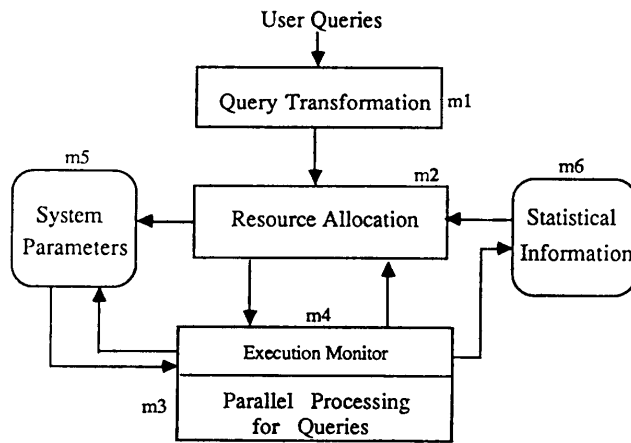 User Queries
Query Transformation
m1
m5
m2
m6
System
Parameters
Resource Allocation
Statistical
Information
m4
Execution Monitor
m3
Parallel Processing
for Queries